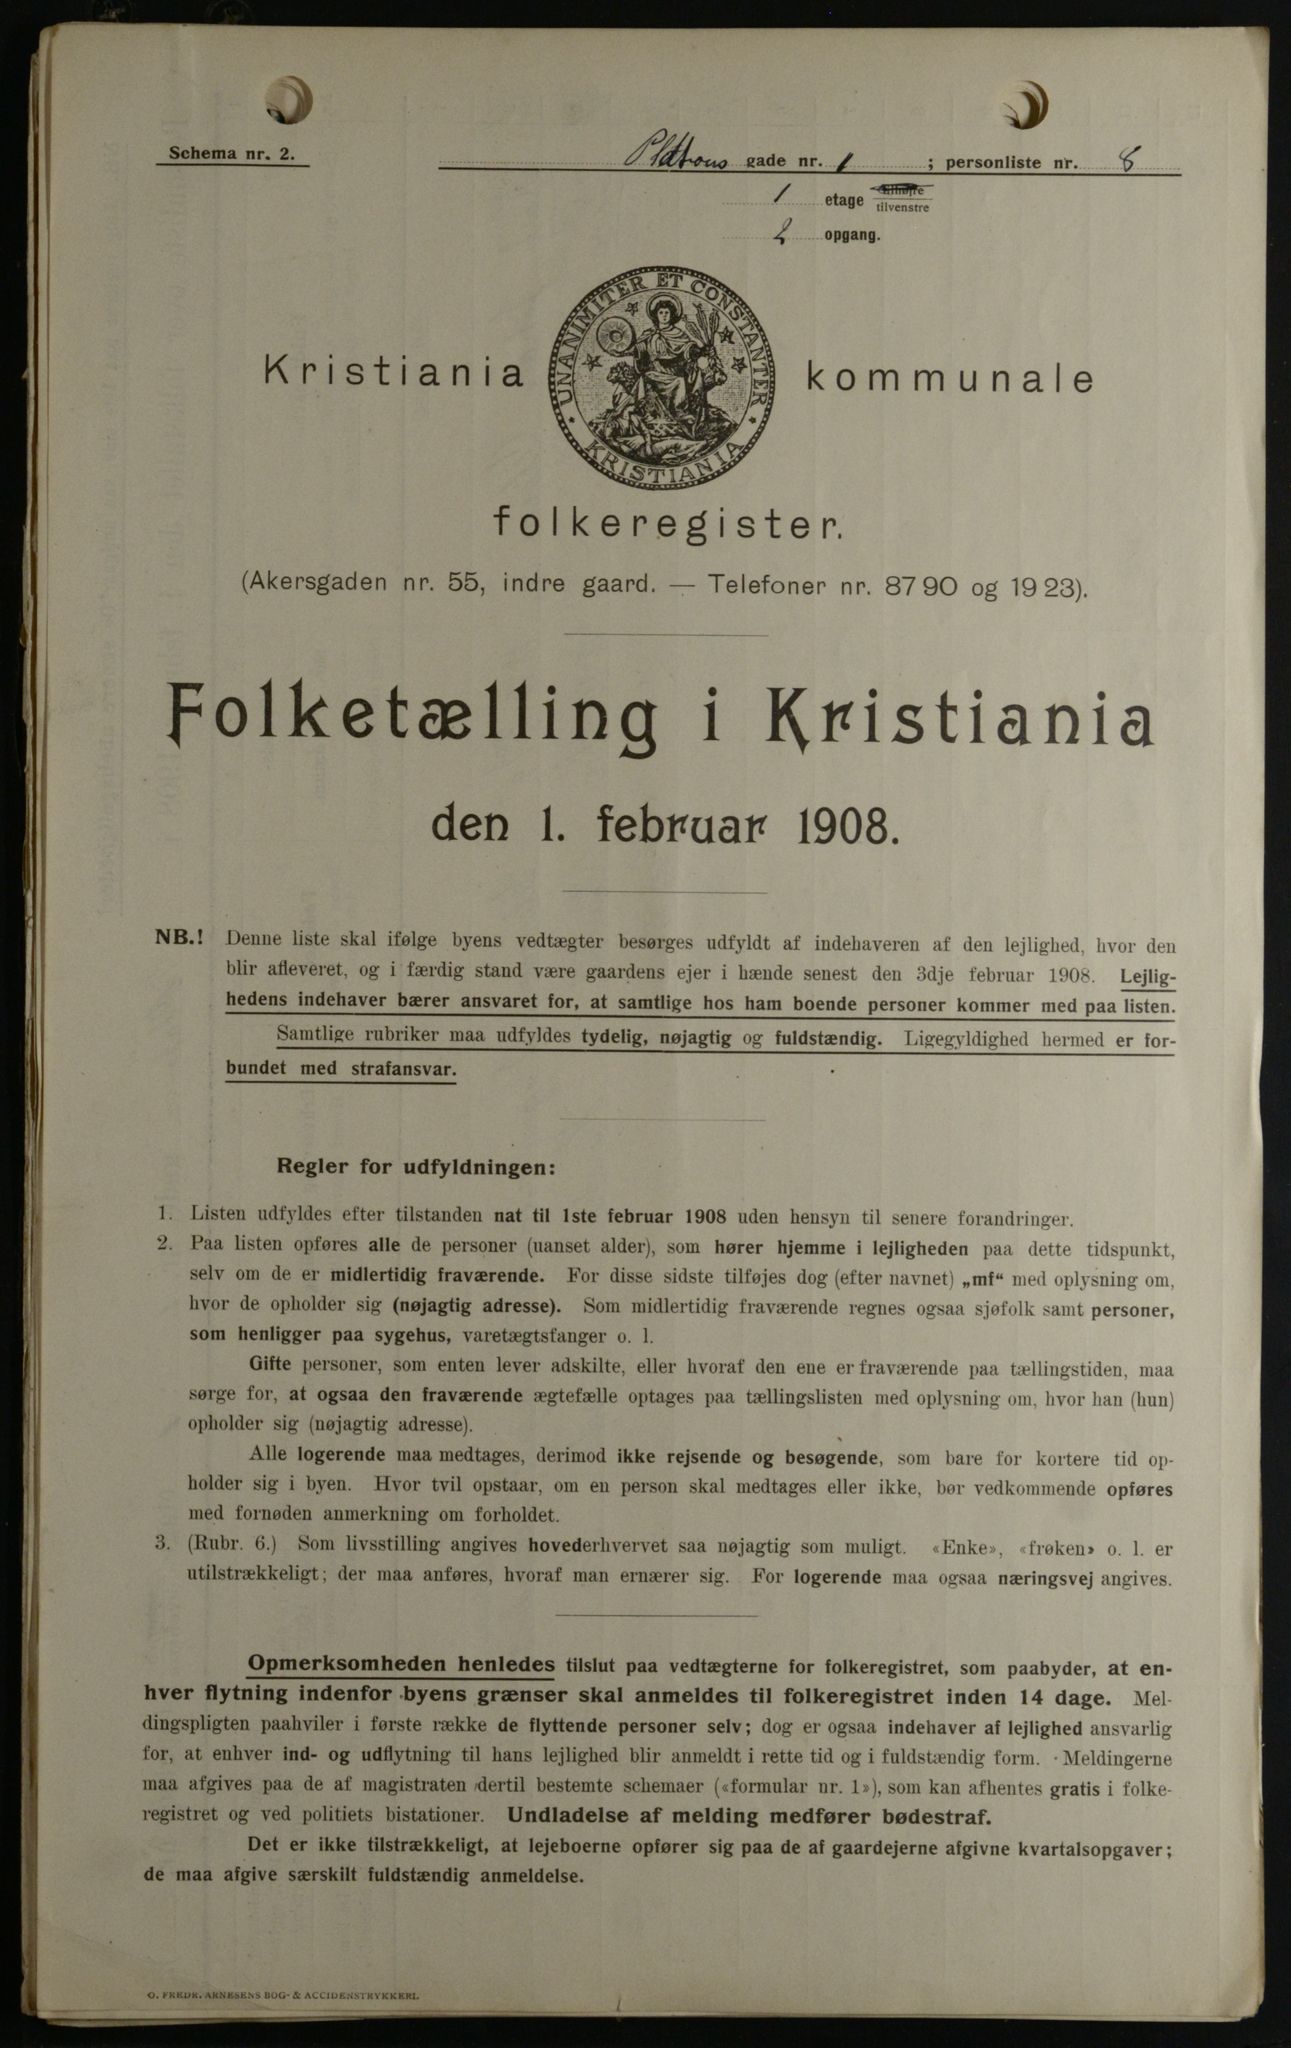 Schema nr. 2. gade nr. 1 ; personliste nr. 8
1 etage tilhøjre tilvenstre
2 opgang.
Kristiania kommunale
UNANIMITER ET CONSTANTER
KRISTIANIA
folkeregister.
(Akersgaden nr. 55, indre gaard. — Telefoner nr. 87 90 og 19 23).
Folketælling i Kristiania
den 1. februar 1908.
NB.! Denne liste skal ifølge byens vedtægter besørges udfyldt af indehaveren af den lejlighed, hvor den
blir afleveret, og i færdig stand være gaardens ejer i hænde senest den 3dje februar 1908. Lejlig-
hedens indehaver bærer ansvaret for, at samtlige hos ham boende personer kommer med paa listen.
Samtlige rubriker maa udfyldes tydelig, nøjagtig og fuldstændig. Ligegyldighed hermed er for-
bundet med strafansvar.
Regler for udfyldningen:
1. Listen udfyldes efter tilstanden nat til 1ste februar 1908 uden hensyn til senere forandringer.
2. Paa listen opføres alle de personer (uanset alder), som hører hjemme i lejligheden paa dette tidspunkt,
selv om de er midlertidig fraværende. For disse sidste tilføjes dog (efter navnet) „mf“ med oplysning om,
hvor de opholder sig (nøjagtig adresse). Som midlertidig fraværende regnes ogsaa sjøfolk samt personer,
som henligger paa sygehus, varetægtsfanger o. l.
Gifte personer, som enten lever adskilte, eller hvoraf den ene er fraværende paa tællingstiden, maa
sørge for, at ogsaa den fraværende ægtefælle optages paa tællingslisten med oplysning om, hvor han (hun)
opholder sig (nøjagtig adresse).
Alle logerende maa medtages, derimod ikke rejsende og besøgende, som bare for kortere tid op-
holder sig i byen. Hvor tvil opstaar, om en person skal medtages eller ikke, bør vedkommende opføres
med fornøden anmerkning om forholdet.
3. (Rubr. 6.) Som livsstilling angives hovederhvervet saa nøjagtig som muligt. «Enke», «frøken» o. l. er
utilstrækkeligt; der maa anføres, hvoraf man ernærer sig. For logerende maa ogsaa næringsvej angives.
Opmerksomheden henledes tilslut paa vedtægterne for folkeregistret, som paabyder, at en-
hver flytning indenfor byens grænser skal anmeldes til folkeregistret inden 14 dage. Mel-
dingspligten paahviler i første række de flyttende personer selv; dog er ogsaa indehaver af lejlighed ansvarlig
for, at enhver ind- og udflytning til hans lejlighed blir anmeldt i rette tid og i fuldstændig form. Meldingerne
maa afgives paa de af magistraten dertil bestemte schemaer («formular nr. 1»), som kan afhentes gratis i folke-
registret og ved politiets bistationer. Undladelse af melding medfører bødestraf.
Det er ikke tilstrækkeligt, at lejeboerne opfører sig paa de af gaardejerne afgivne kvartalsopgaver;
de maa afgive særskilt fuldstændig anmeldelse.
O. FREDR. ARNESENS BOG- & ACCIDENSTRYKKERI.